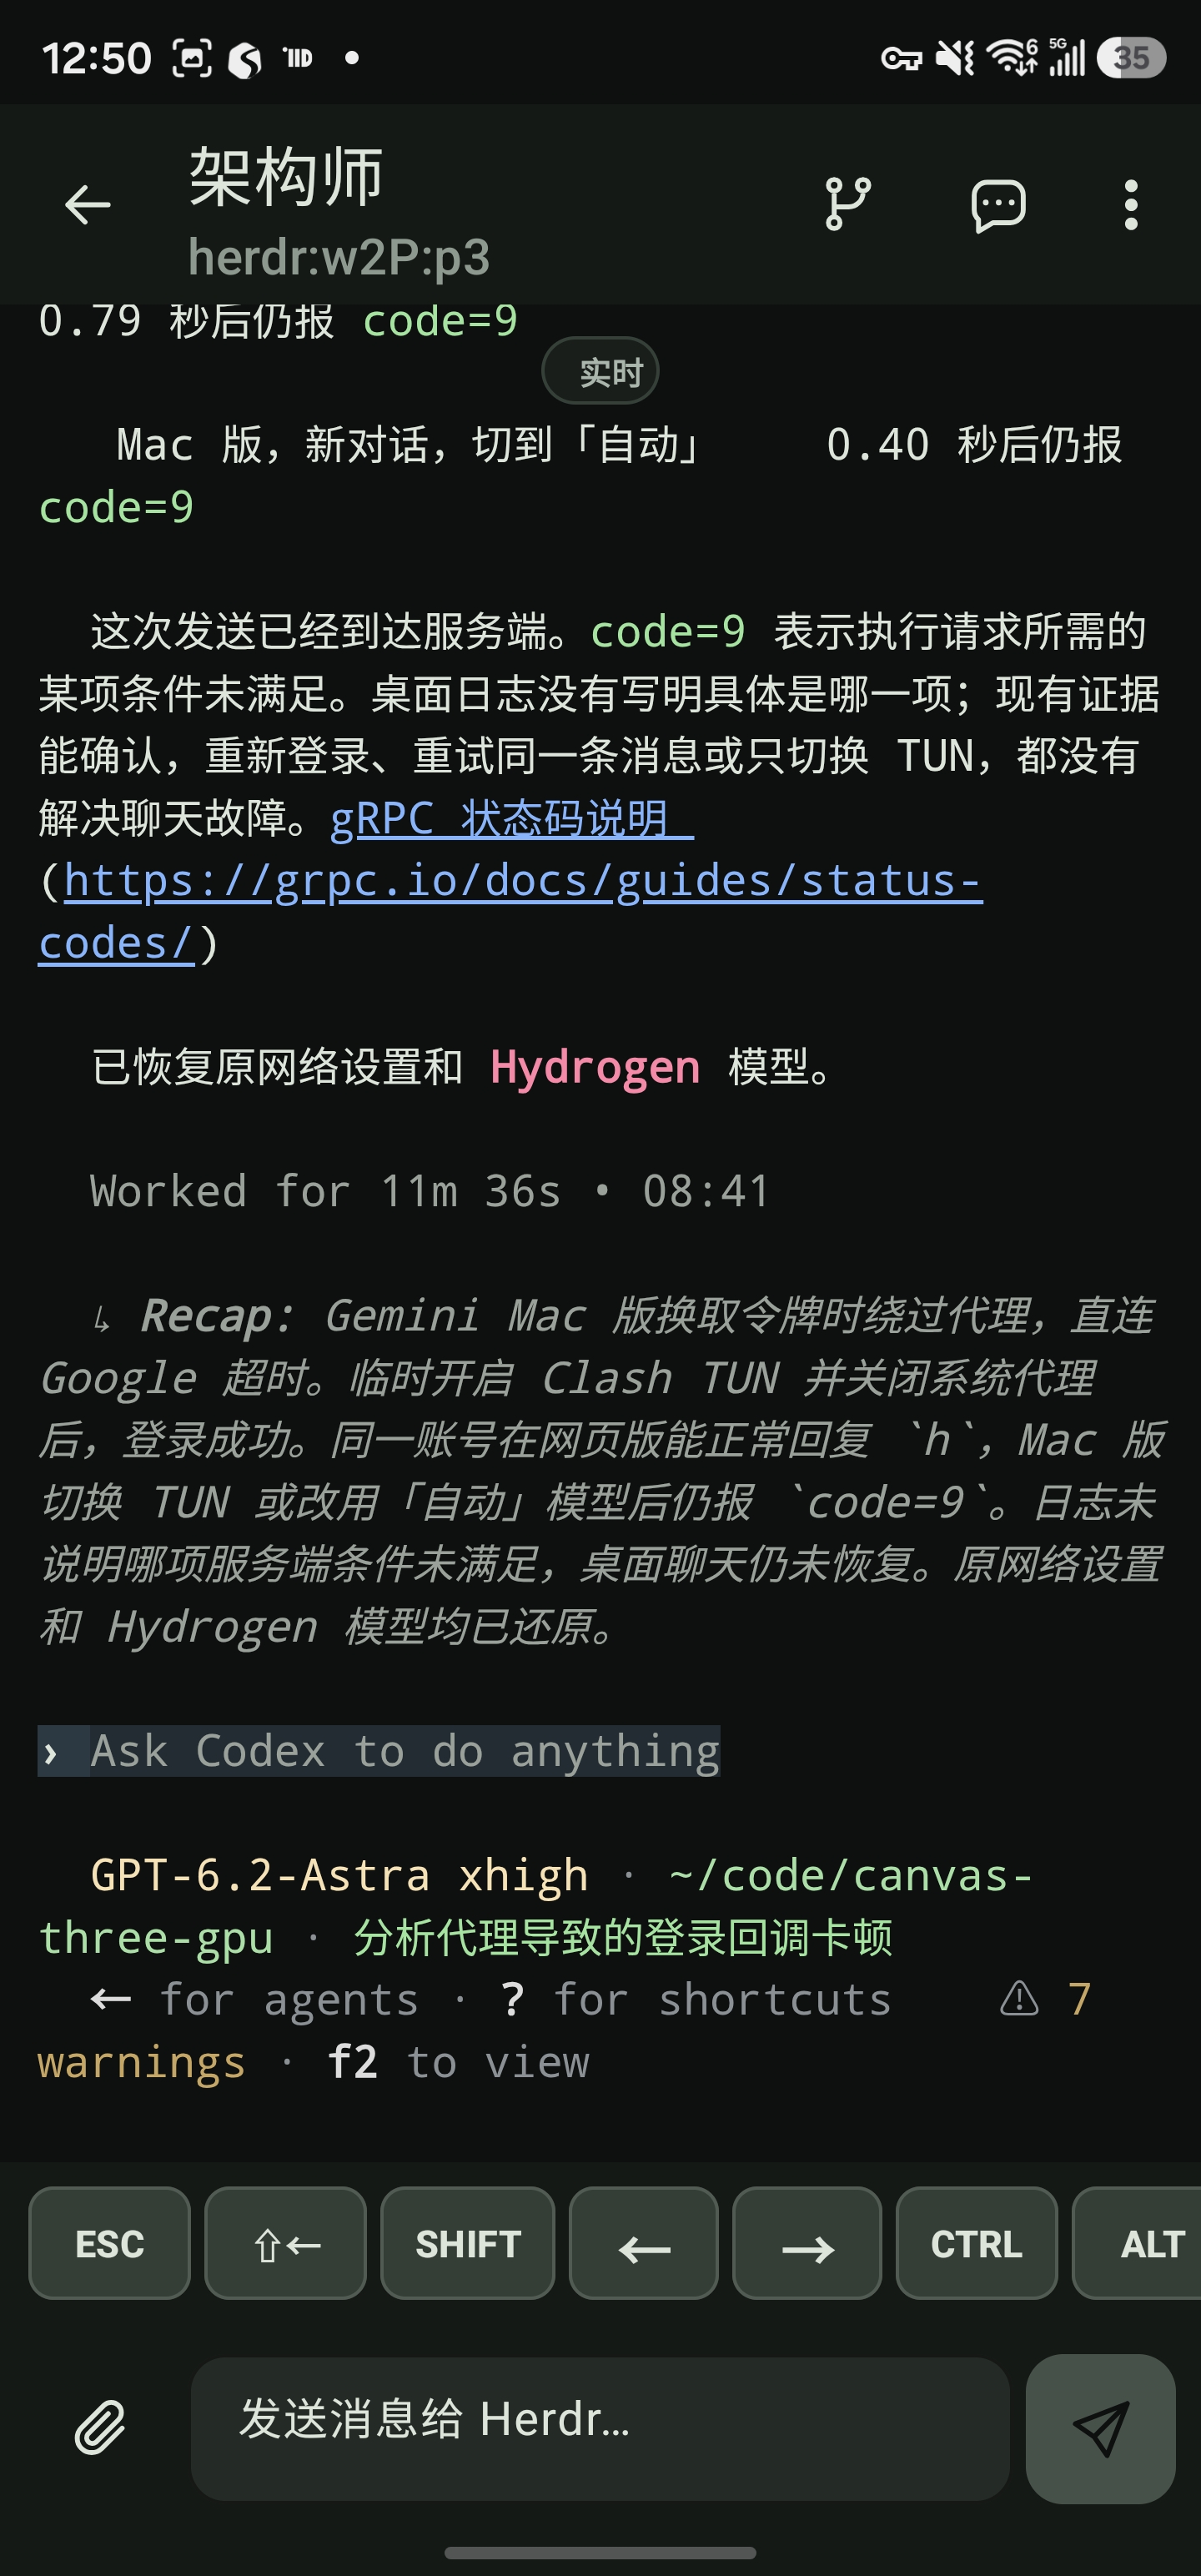 12:50
6
5G
35
架构师
herdr:w2P:p3
0.79 秒后仍报 code=9
实时
Mac 版，新对话，切到「自动」 0.40 秒后仍报
code=9
这次发送已经到达服务端。code=9 表示执行请求所需的
某项条件未满足。桌面日志没有写明具体是哪一项；现有证据
能确认，重新登录、重试同一条消息或只切换 TUN，都没有
解决聊天故障。gRPC 状态码说明
(https://grpc.io/docs/guides/status-
codes/)
已恢复原网络设置和 Hydrogen 模型。
Worked for 11m 36s • 08:41
↳ Recap: Gemini Mac 版换取令牌时绕过代理，直连
Google 超时。临时开启 Clash TUN 并关闭系统代理
后，登录成功。同一账号在网页版能正常回复 `h`，Mac 版
切换 TUN 或改用「自动」模型后仍报 `code=9`。日志未
说明哪项服务端条件未满足，桌面聊天仍未恢复。原网络设置
和 Hydrogen 模型均已还原。
› Ask Codex to do anything
GPT-6.2-Astra xhigh · ~/code/canvas-
three-gpu · 分析代理导致的登录回调卡顿
← for agents · ? for shortcuts ⚠ 7
warnings · f2 to view
ESC ⇧← SHIFT ← → CTRL ALT
发送消息给 Herdr...